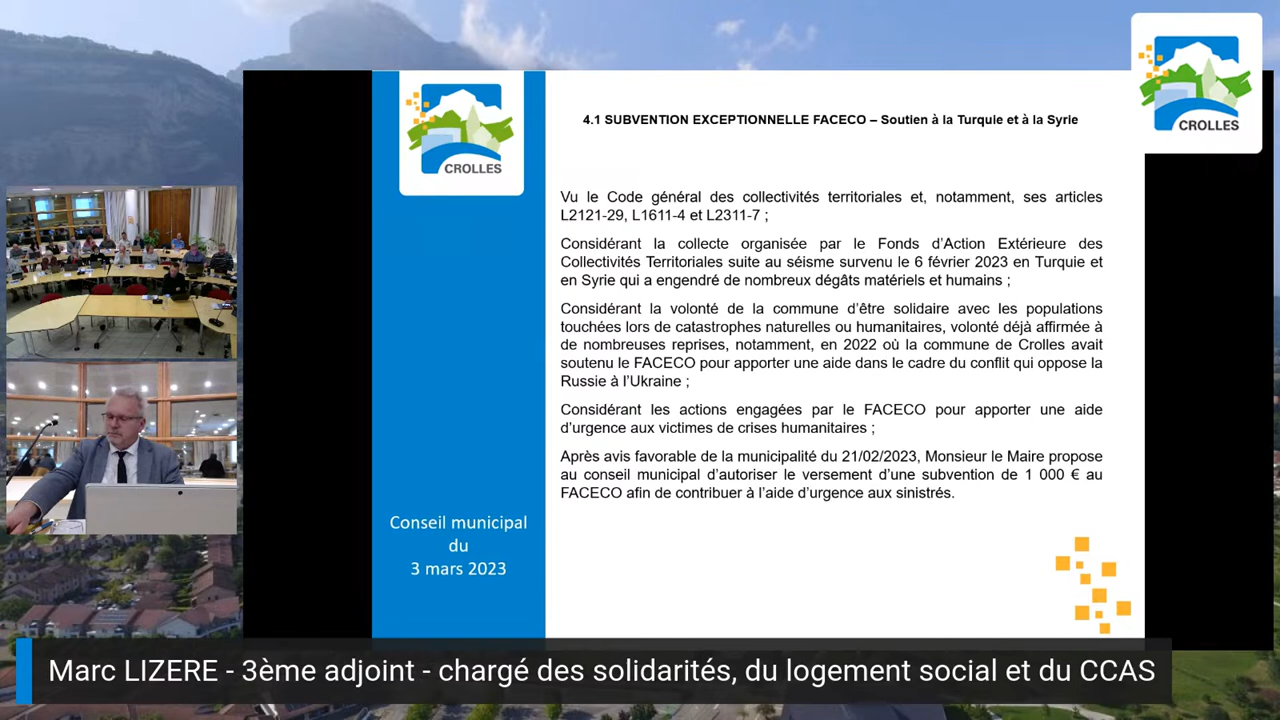 CROLLES
CROLLES
4.1 SUBVENTION EXCEPTIONNELLE FACECO – Soutien à la Turquie et à la Syrie
Vu le Code général des collectivités territoriales et, notamment, ses articles
L2121-29, L1611-4 et L2311-7 ;
Considérant la collecte organisée par le Fonds d'Action Extérieure des
Collectivités Territoriales suite au séisme survenu le 6 février 2023 en Turquie et
en Syrie qui a engendré de nombreux dégâts matériels et humains ;
Considérant la volonté de la commune d'être solidaire avec les populations
touchées lors de catastrophes naturelles ou humanitaires, volonté déjà affirmée à
de nombreuses reprises, notamment, en 2022 où la commune de Crolles avait
soutenu le FACECO pour apporter une aide dans le cadre du conflit qui oppose la
Russie à l'Ukraine ;
Considérant les actions engagées par le FACECO pour apporter une aide
d'urgence aux victimes de crises humanitaires ;
Après avis favorable de la municipalité du 21/02/2023, Monsieur le Maire propose
au conseil municipal d'autoriser le versement d'une subvention de 1 000 € au
FACECO afin de contribuer à l'aide d'urgence aux sinistrés.
Conseil municipal
du
3 mars 2023
Marc LIZERE - 3ème adjoint - chargé des solidarités, du logement social et du CCAS